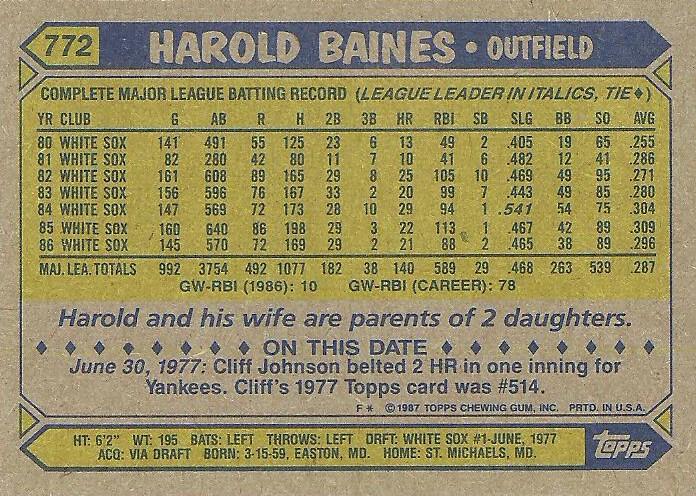 772 HAROLD BAINES • OUTFIELD
COMPLETE MAJOR LEAGUE BATTING RECORD (LEAGUE LEADER IN ITALICS, TIE♦)
YR CLUB G AB R H 2B 3B HR RBI SB SLG BB SO AVG
80 WHITE SOX 141 491 55 125 23 6 13 49 2 .405 19 65 .255
81 WHITE SOX 82 280 42 80 11 7 10 41 6 .482 12 41 .286
82 WHITE SOX 161 608 89 165 29 8 25 105 10 .469 49 95 .271
83 WHITE SOX 156 596 76 167 33 2 20 99 7 .443 49 85 .280
84 WHITE SOX 147 569 72 173 28 10 29 94 1 .541 54 75 .304
85 WHITE SOX 160 640 86 198 29 3 22 113 1 .467 42 89 .309
86 WHITE SOX 145 570 72 169 29 2 21 88 2 .465 38 89 .296
MAJ. LEA. TOTALS 992 3754 492 1077 182 38 140 589 29 .468 263 539 .287
GW-RBI (1986): 10 GW-RBI (CAREER): 78
Harold and his wife are parents of 2 daughters.
♦ ♦ ♦ ♦ ♦ ♦ ♦ ♦ ON THIS DATE ♦ ♦ ♦ ♦ ♦ ♦ ♦ ♦
June 30, 1977: Cliff Johnson belted 2 HR in one inning for
Yankees. Cliff's 1977 Topps card was #514.
F * © 1987 TOPPS CHEWING GUM, INC. PRTD. IN U.S.A.
HT: 6'2" WT: 195 BATS: LEFT THROWS: LEFT DRFT: WHITE SOX #1-JUNE, 1977
ACQ: VIA DRAFT BORN: 3-15-59, EASTON, MD. HOME: ST. MICHAELS, MD.
topps